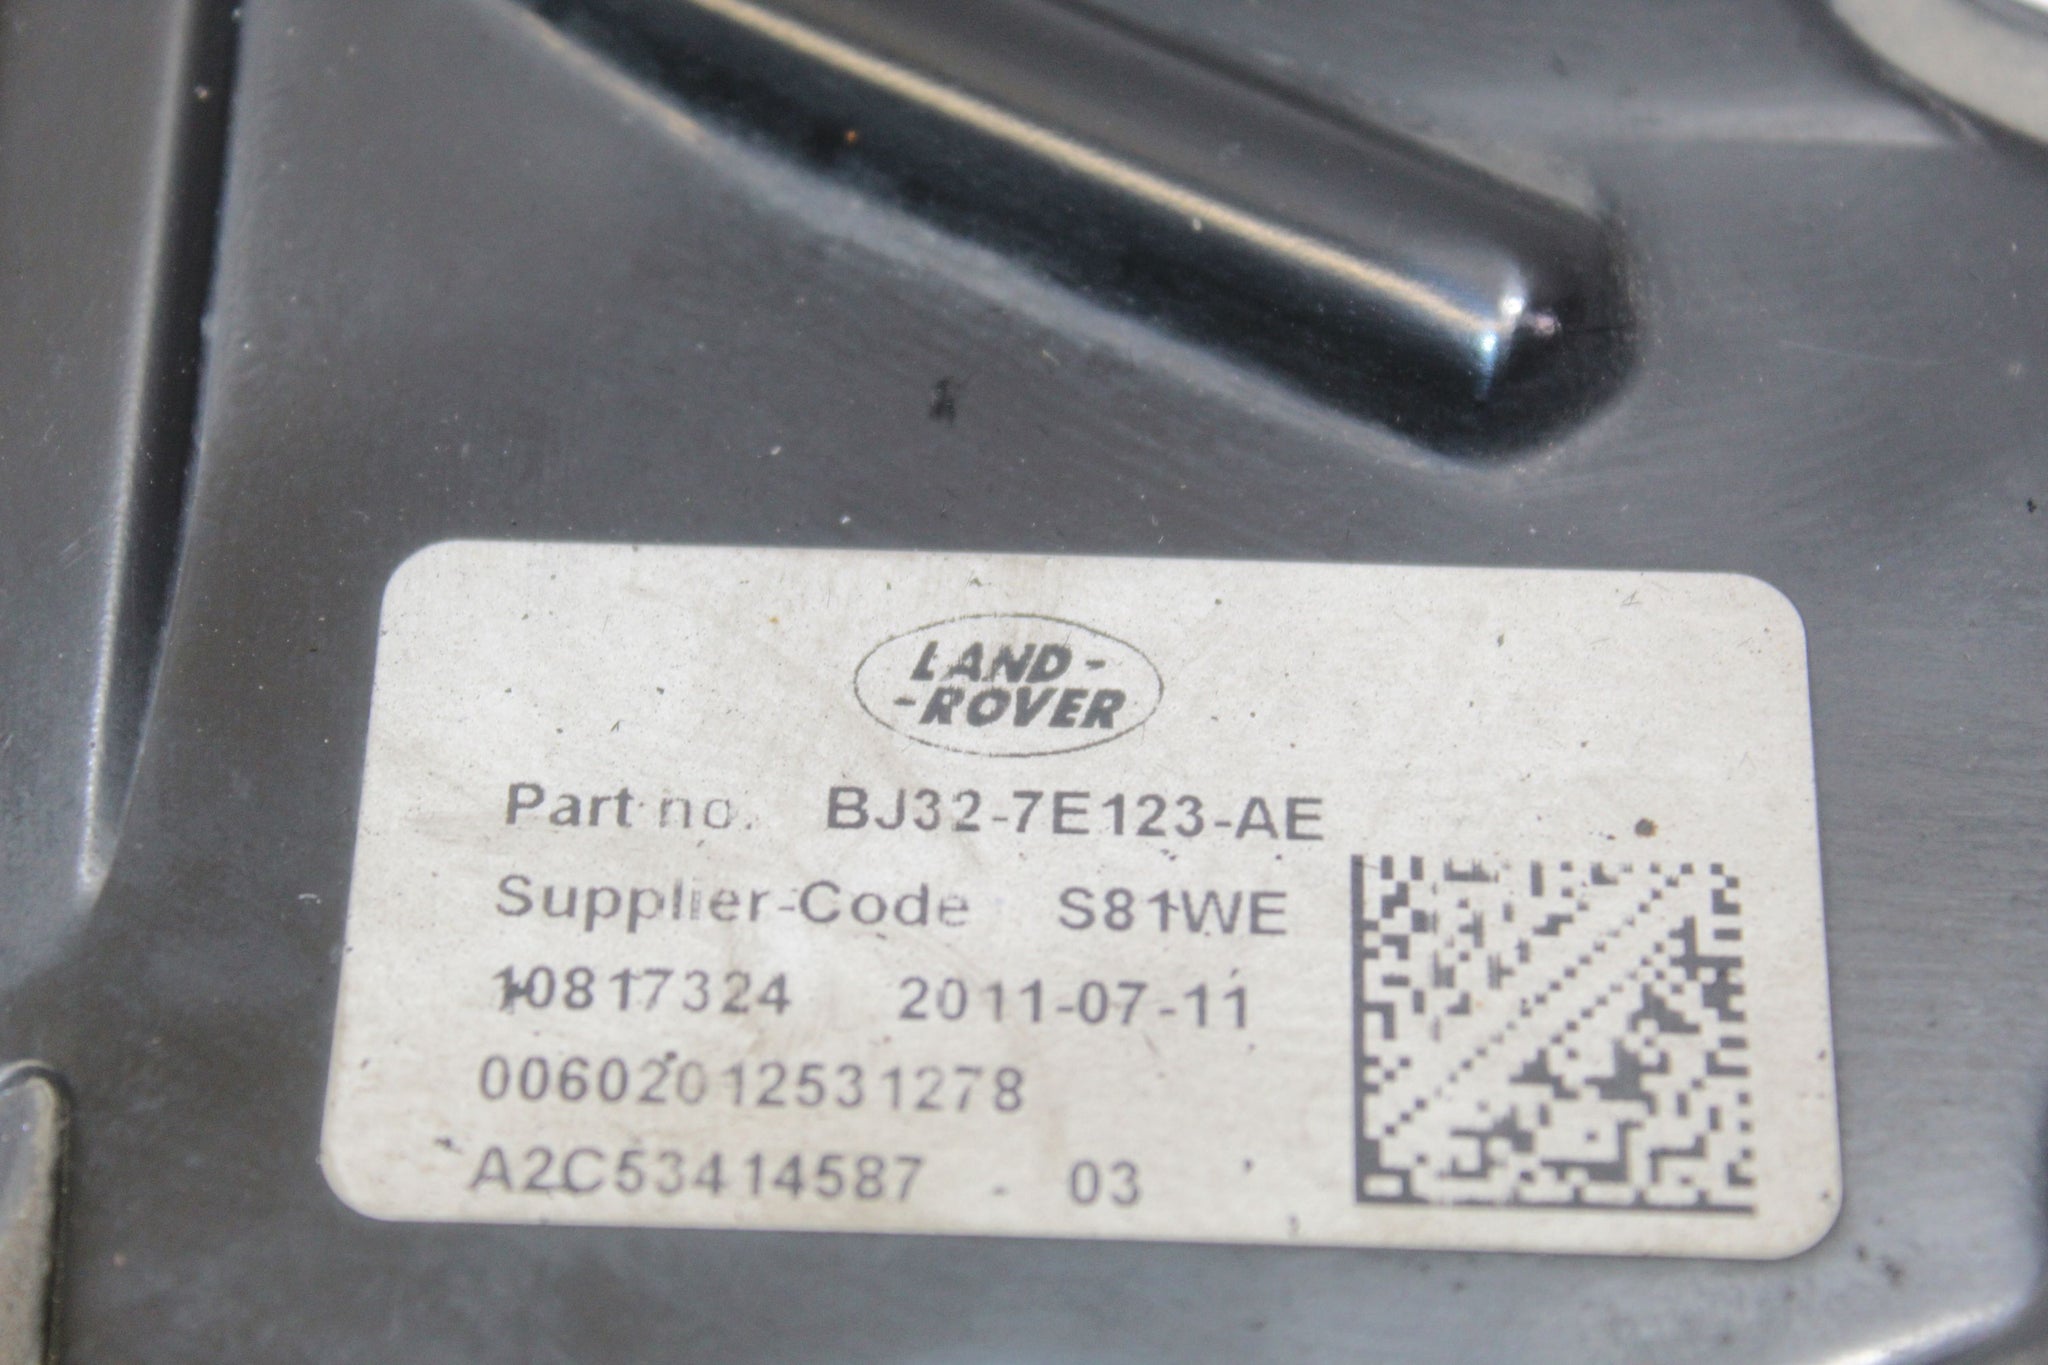 LAND-
-ROVER
Part no. BJ32-7E123-AE
Supplier-Code S81WE
10817324 2011-07-11
00602012531278
A2C53414587 - 03